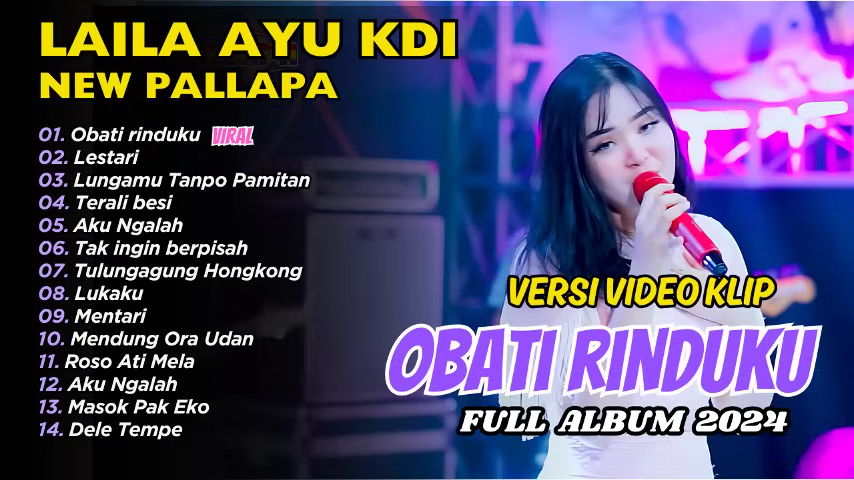 LAILA AYU KDI
NEW PALLAPA
01. Obati rinduku VIRAL
02. Lestari
03. Lungamu Tanpo Pamitan
04. Terali besi
05. Aku Ngalah
06. Tak ingin berpisah
07. Tulungagung Hongkong
08. Lukaku
09. Mentari
10. Mendung Ora Udan
11. Roso Ati Mela
12. Aku Ngalah
13. Masok Pak Eko
14. Dele Tempe
VERSI VIDEO KLIP
OBATI RINDUKU
FULL ALBUM 2024